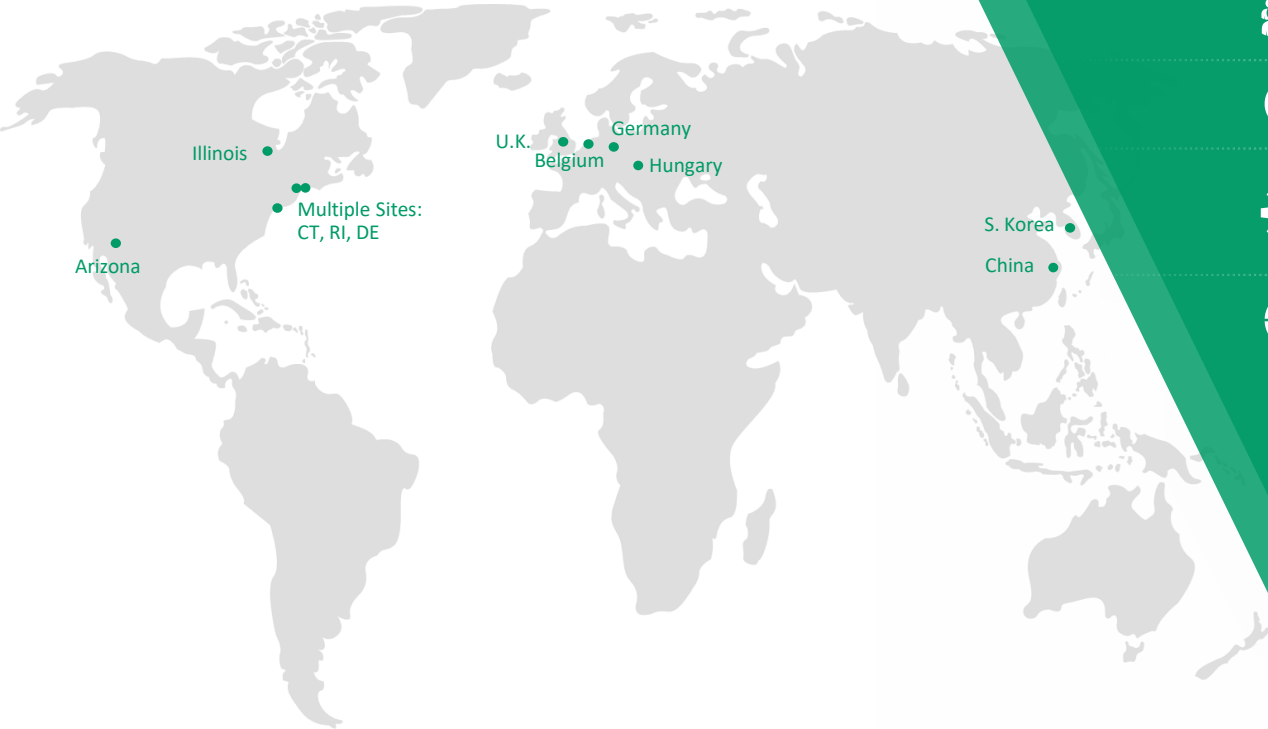 Germany
U.K.
Illinois
Belgium
Hungary
Multiple Sites:
CT, RI, DE
S. Korea
Arizona
China